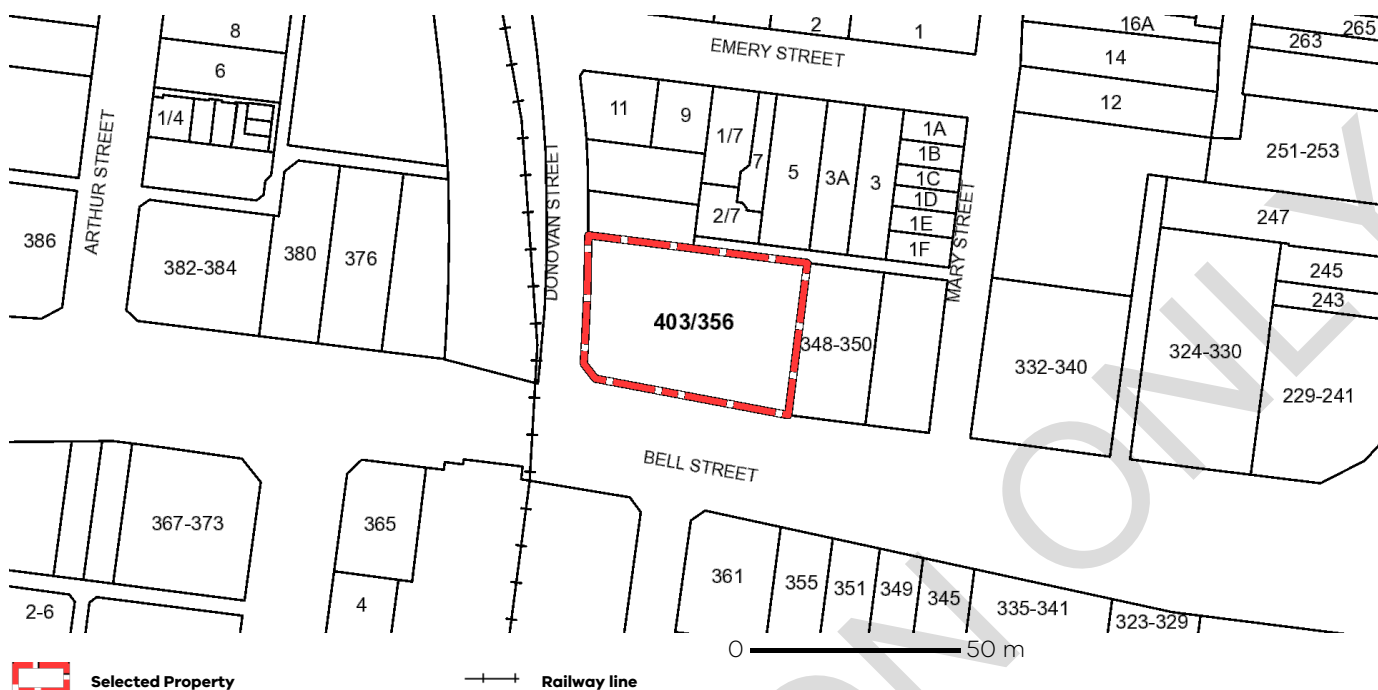 8
2
1
16A
265
263
EMERY STREET
6
14
11
9
12
1/4
1/7
7
1A
1B
1C
1D
1E
1F
251-253
5
3A
3
ARTHUR STREET
DONOVAN STREET
MARY STREET
2/7
247
386
380
376
382-384
245
243
403/356
348-350
332-340
324-330
229-241
BELL STREET
367-373
365
361
355
351
349
345
335-341
323-329
2-6
4
0 50 m
Selected Property
Railway line
ON ONLY